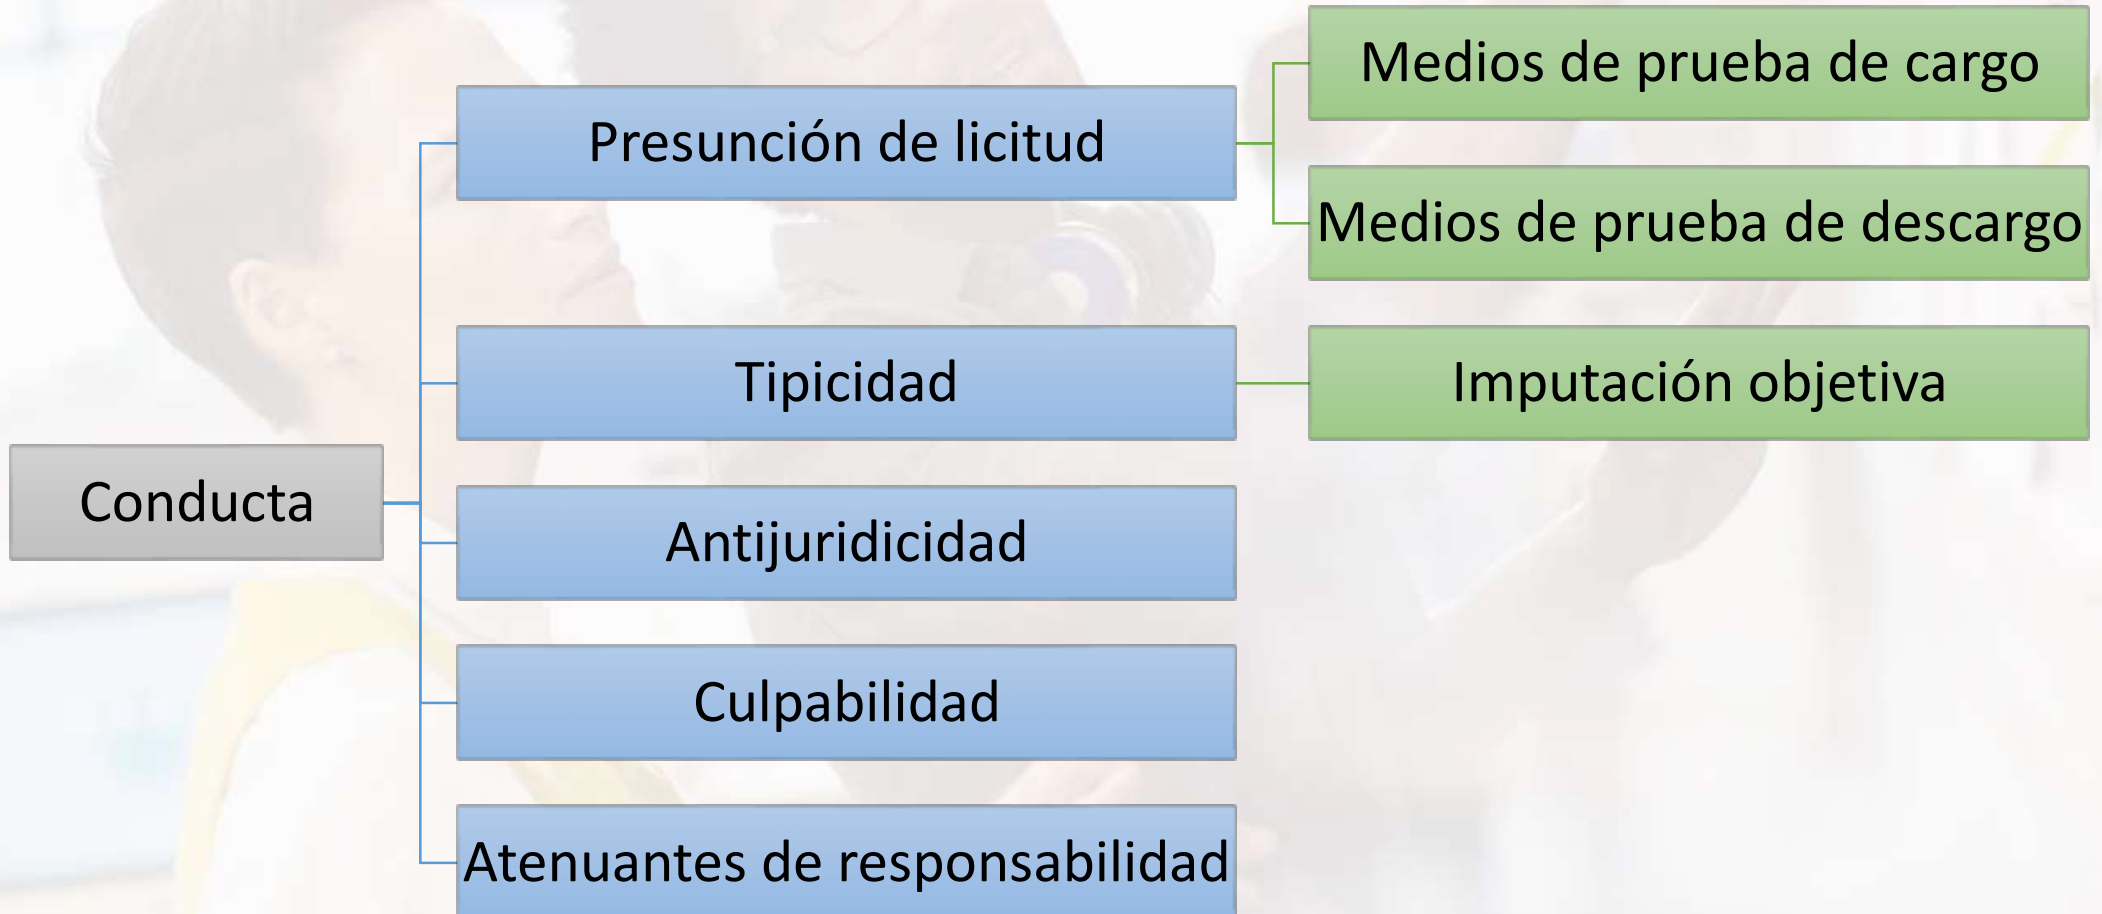 Conducta
Presunción de licitud
Medios de prueba de cargo
Medios de prueba de descargo
Tipicidad
Imputación objetiva
Antijuridicidad
Culpabilidad
Atenuantes de responsabilidad